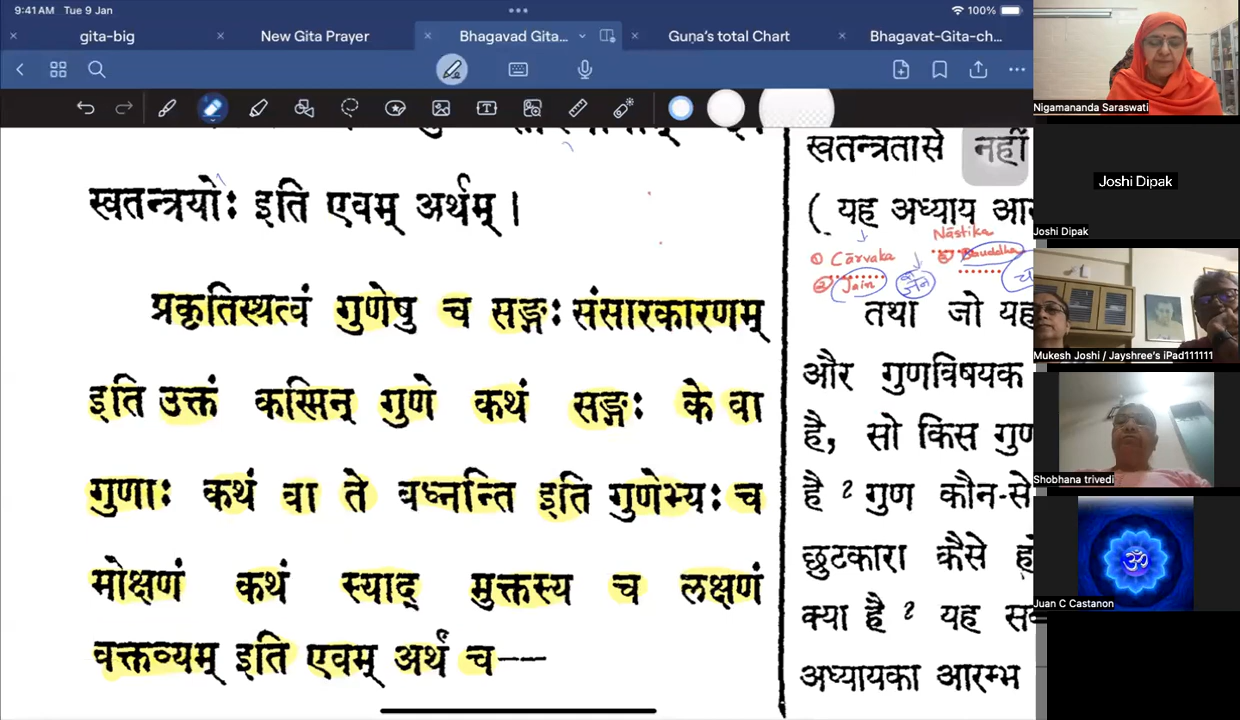 9:41 AM Tue 9 Jan
100%
gita-big
New Gita Prayer
Bhagavad Gita...
Guṇa's total Chart
Bhagavat-Gita-ch...
स्वतन्त्रयोः इति एवम् अर्थम् ।
प्रकृतिस्थत्वं गुणेषु च सङ्गः संसारकारणम्
इति उक्तं कस्मिन् गुणे कथं सङ्गः के वा
गुणाः कथं वा ते बध्नन्ति इति गुणेभ्यः च
मोक्षणं कथं स्याद् मुक्तस्य च लक्षणं
वक्तव्यम् इति एवम् अर्थं च—
स्वतन्त्रतासे नहीं
( यह अध्याय आर
Nāstika
① Cārvaka
③ Bauddha
② Jain
तथा जो यह
और गुणविषयक
है, सो किस गुण
है ? गुण कौन-से
छुटकारा कैसे हो
क्या है ? यह सब
अध्यायका आरम्भ
Nigamananda Saraswati
Joshi Dipak
Joshi Dipak
Mukesh Joshi / Jayshree's iPad111111
Shobhana trivedi
ॐ
Juan C Castanon